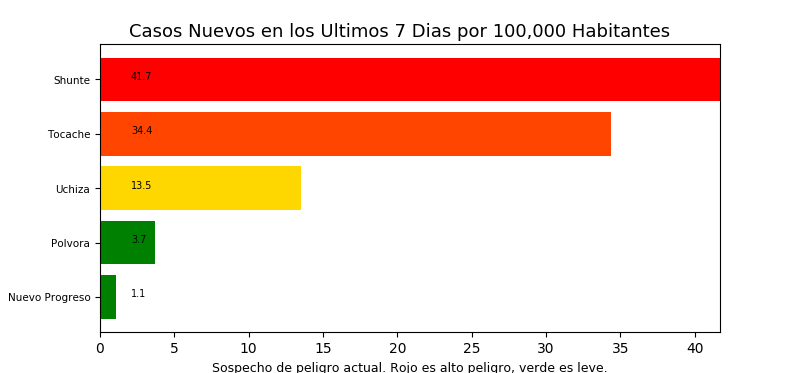 Casos Nuevos en los Ultimos 7 Dias por 100,000 Habitantes
Shunte 41.7
Tocache 34.4
Uchiza 13.5
Polvora 3.7
Nuevo Progreso 1.1
0 5 10 15 20 25 30 35 40
Sospecho de peligro actual. Rojo es alto peligro, verde es leve.